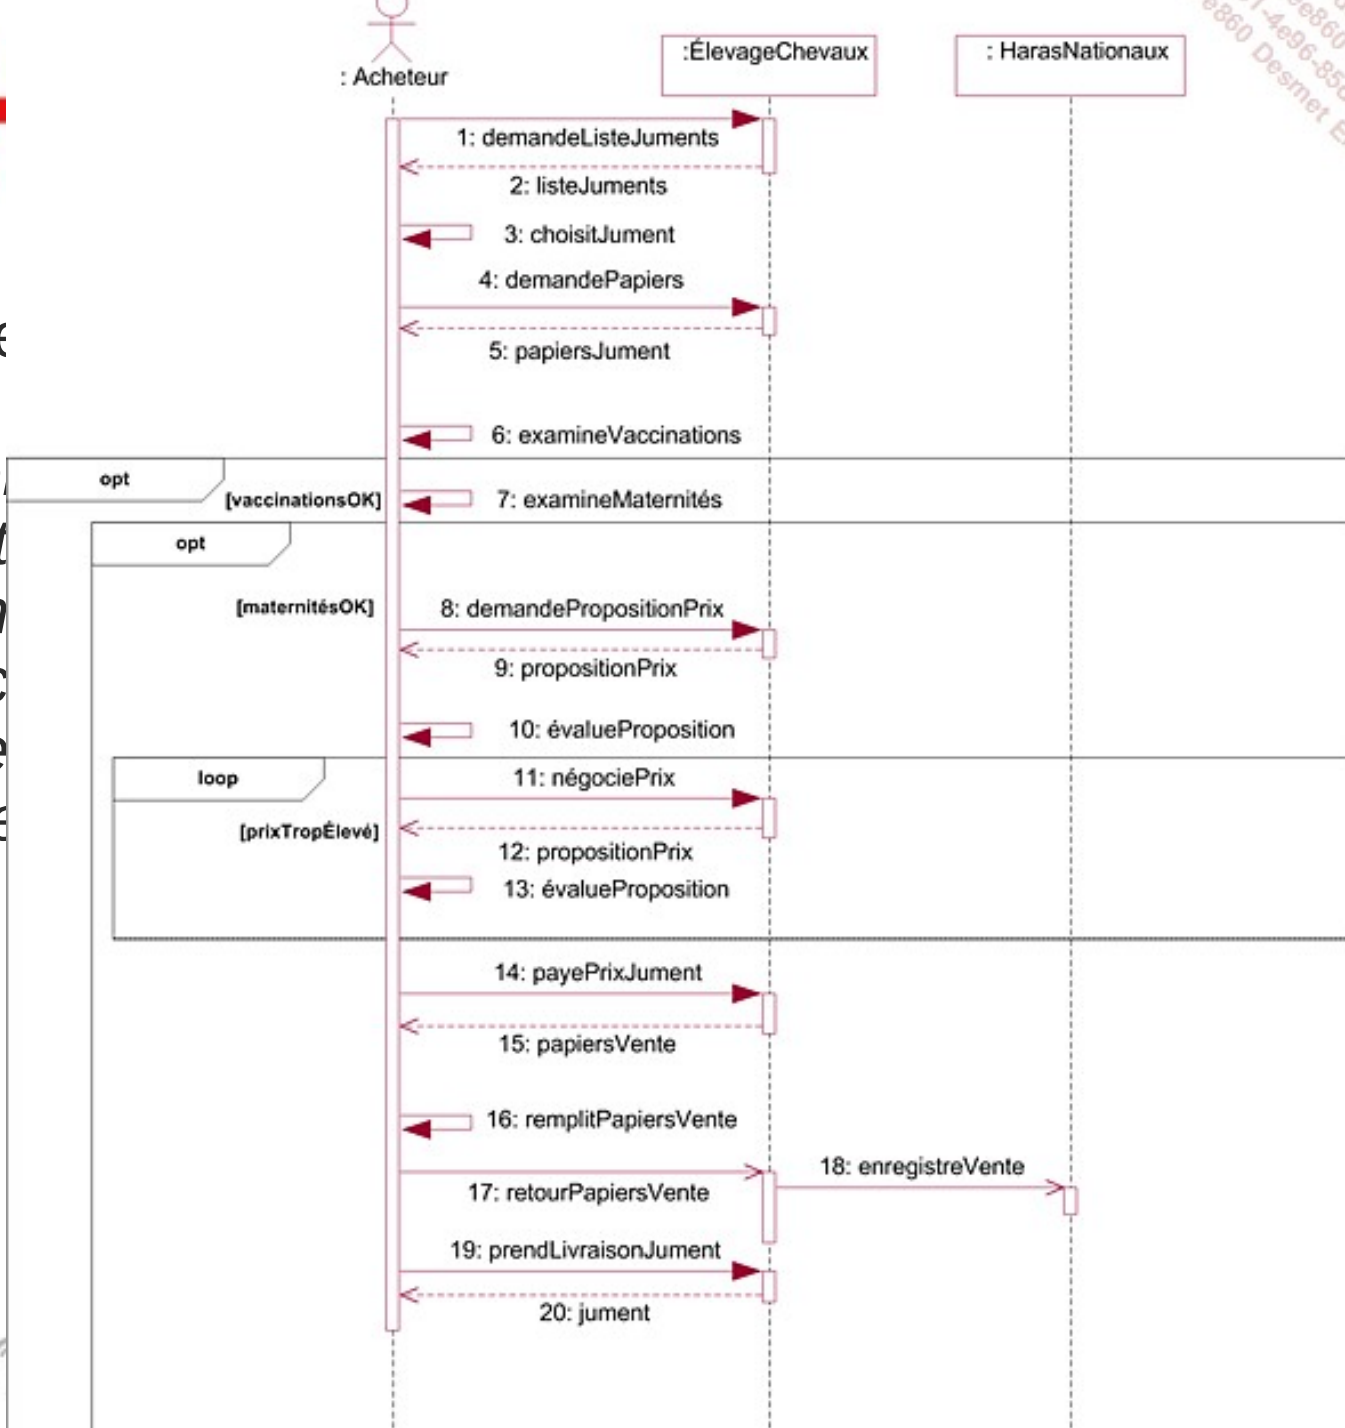 : Acheteur
:ÉlevageChevaux
: HarasNationaux
1: demandeListeJuments
2: listeJuments
3: choisitJument
4: demandePapiers
5: papiersJument
6: examineVaccinations
opt
[vaccinationsOK]
7: examineMaternités
opt
[maternitésOK]
8: demandePropositionPrix
9: propositionPrix
10: évalueProposition
loop
11: négociePrix
[prixTropÉlevé]
12: propositionPrix
13: évalueProposition
14: payePrixJument
15: papiersVente
16: remplitPapiersVente
18: enregistreVente
17: retourPapiersVente
19: prendLivraisonJument
20: jument
Desmet